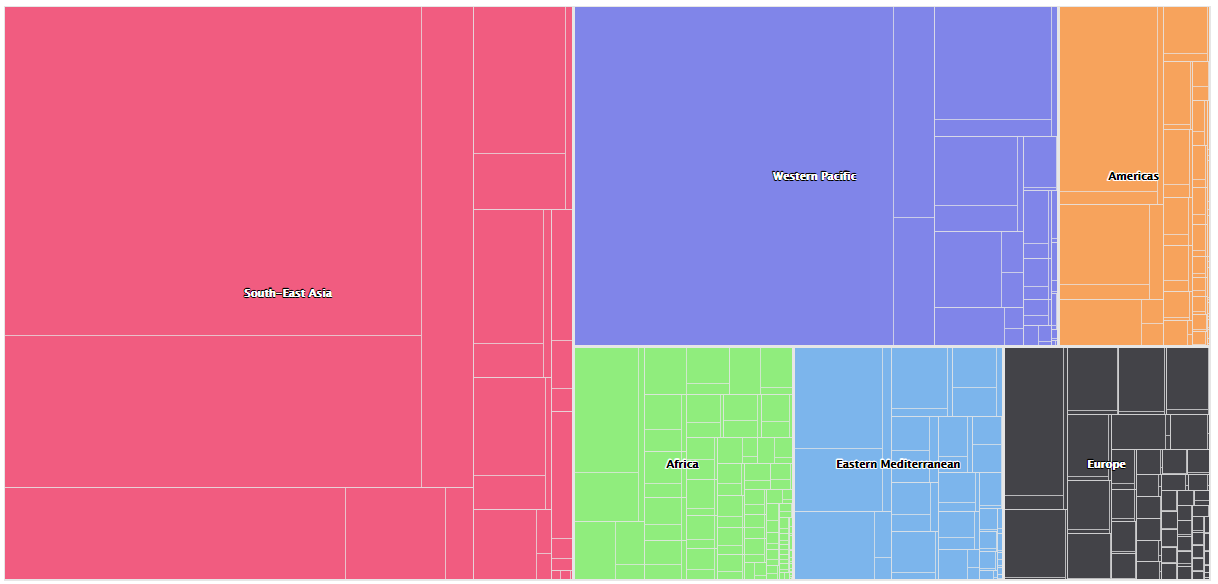 South-East Asia
Western Pacific
Americas
Africa
Eastern Mediterranean
Europe